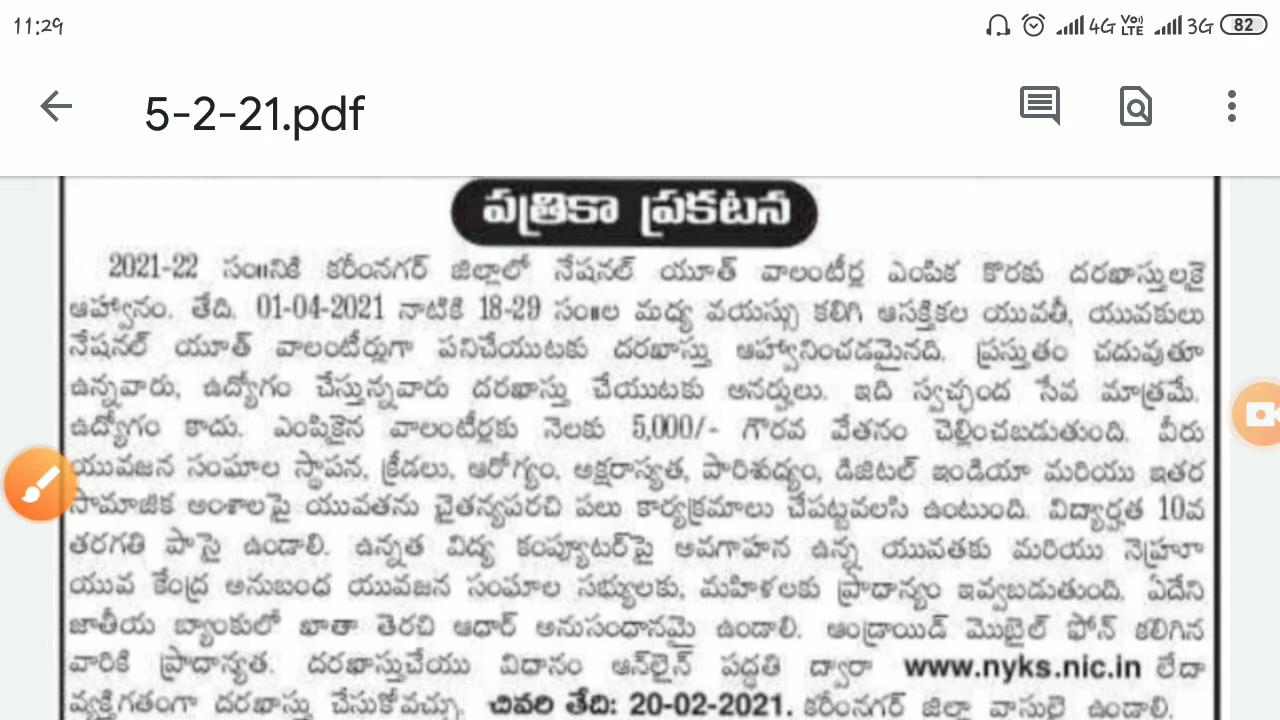 11:29
4G Vo)) LTE 3G 82
5-2-21.pdf
పత్రికా ప్రకటన
2021-22 సం॥నికి కరీంనగర్ జిల్లాలో నేషనల్ యూత్ వాలంటీర్ల ఎంపిక కొరకు దరఖాస్తులకై
ఆహ్వానం. తేది. 01-04-2021 నాటికి 18-29 సం॥ల మధ్య వయస్సు కలిగి ఆసక్తికల యువతీ, యువకులు
నేషనల్ యూత్ వాలంటీర్లుగా పనిచేయుటకు దరఖాస్తు ఆహ్వానించడమైనది. ప్రస్తుతం చదువుతూ
ఉన్నవారు, ఉద్యోగం చేస్తున్నవారు దరఖాస్తు చేయుటకు అనర్హులు. ఇది స్వచ్ఛంద సేవ మాత్రమే.
ఉద్యోగం కాదు. ఎంపికైన వాలంటీర్లకు నెలకు 5,000/- గౌరవ వేతనం చెల్లించబడుతుంది. వీరు
యువజన సంఘాల స్థాపన, క్రీడలు, ఆరోగ్యం, అక్షరాస్యత, పారిశుద్యం, డిజిటల్ ఇండియా మరియు ఇతర
సామాజిక అంశాలపై యువతను చైతన్యపరచి పలు కార్యక్రమాలు చేపట్టవలసి ఉంటుంది. విద్యార్హత 10వ
తరగతి పాసై ఉండాలి. ఉన్నత విద్య కంప్యూటర్‌పై అవగాహన ఉన్న యువతకు మరియు నెహ్రూ
యువ కేంద్ర అనుబంధ యువజన సంఘాల సభ్యులకు, మహిళలకు ప్రాధాన్యం ఇవ్వబడుతుంది. ఏదేని
జాతీయ బ్యాంకులో ఖాతా తెరచి ఆధార్ అనుసంధానమై ఉండాలి. ఆండ్రాయిడ్ మొబైల్ ఫోన్ కలిగిన
వారికి ప్రాధాన్యత. దరఖాస్తుచేయు విదానం ఆన్‌లైన్ పద్ధతి ద్వారా www.nyks.nic.in లేదా
వ్యక్తిగతంగా దరఖాస్తు చేసుకోవచ్చు. చివరి తేది: 20-02-2021. కరీంనగర్ జిల్లా వాసులై ఉండాలి.